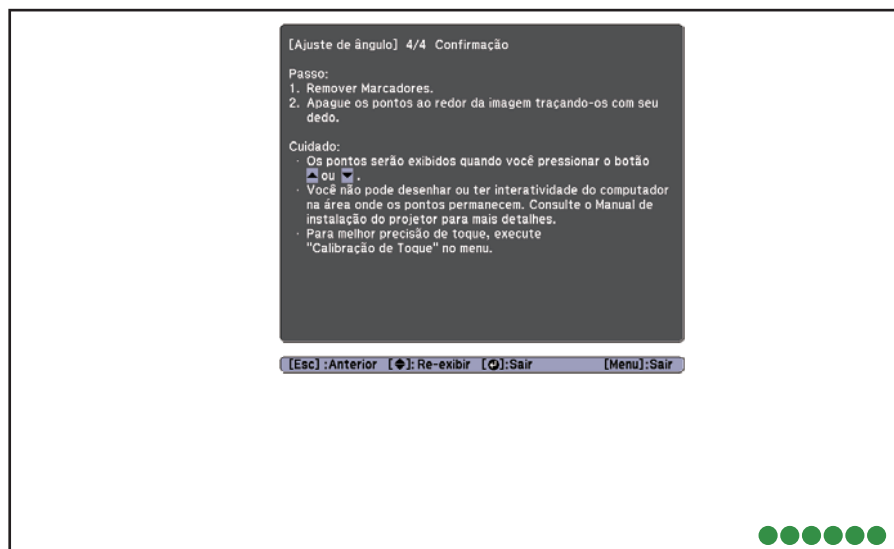 [Ajuste de ângulo] 4/4 Confirmação
Passo:
1. Remover Marcadores.
2. Apague os pontos ao redor da imagem traçando-os com seu
dedo.
Cuidado:
· Os pontos serão exibidos quando você pressionar o botão
▲ ou ▼ .
· Você não pode desenhar ou ter interatividade do computador
na área onde os pontos permanecem. Consulte o Manual de
instalação do projetor para mais detalhes.
· Para melhor precisão de toque, execute
"Calibração de Toque" no menu.
[Esc] :Anterior [◆]: Re-exibir [⏎]:Sair [Menu]:Sair